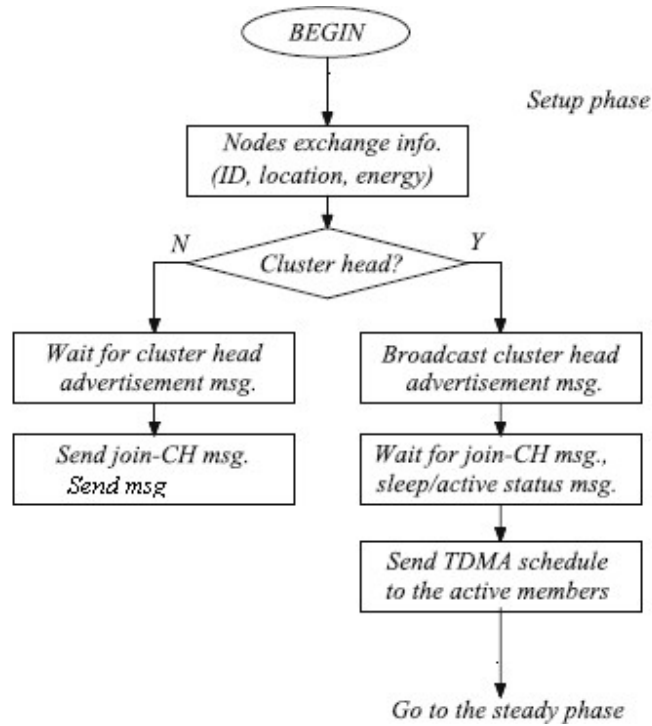 BEGIN
Setup phase
Nodes exchange info.
(ID, location, energy)
N
Y
Cluster head?
Wait for cluster head
advertisement msg.
Broadcast cluster head
advertisement msg.
Send join-CH msg.
Send msg
Wait for join-CH msg.,
sleep/active status msg.
Send TDMA schedule
to the active members
Go to the steady phase